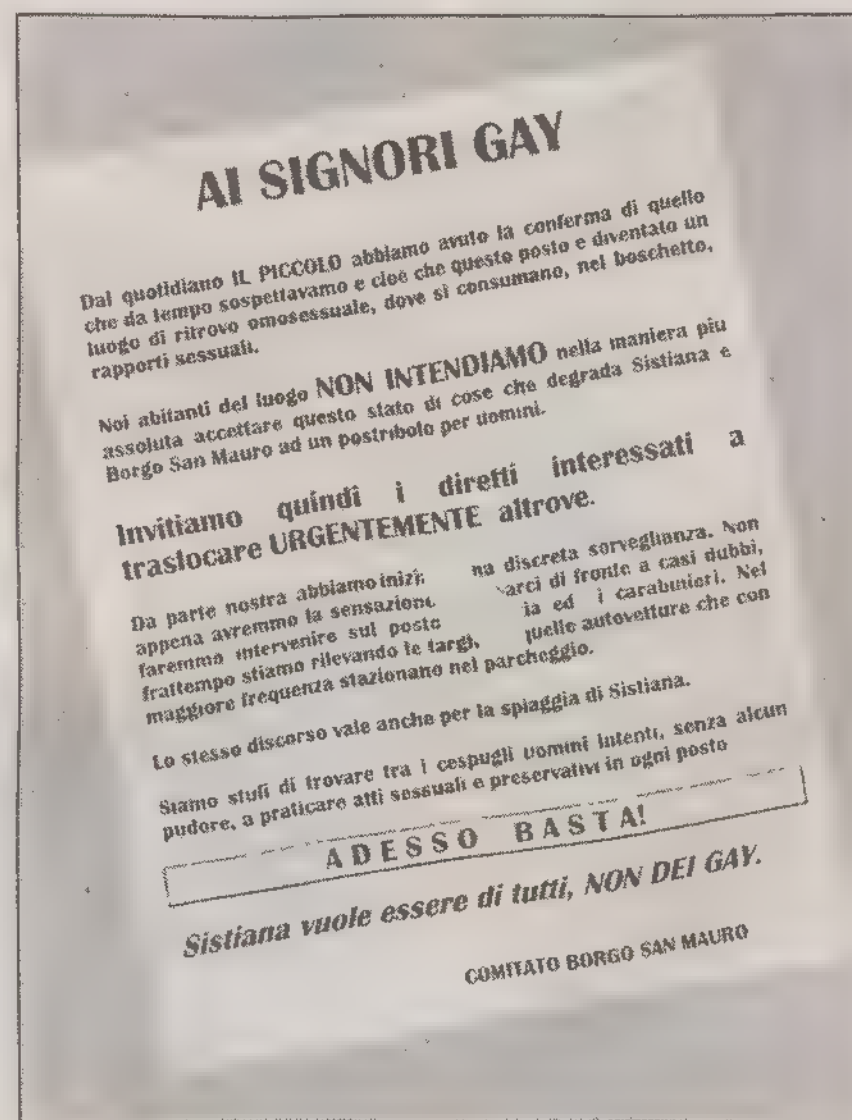 AI SIGNORI GAY
Dal quotidiano IL PICCOLO abbiamo avuto la conferma di quello
che da tempo sospettavamo e cioè che questo posto e diventato un
luogo di ritrovo omosessuale, dove si consumano, nel boschetto,
rapporti sessuali.
Noi abitanti del luogo NON INTENDIAMO nella maniera più
assoluta accettare questo stato di cose che degrada Sistiana e
Borgo San Mauro ad un postribolo per uomini.
Invitiamo quindi i diretti interessati a
traslocare URGENTEMENTE altrove.
Da parte nostra abbiamo na discreta sorveglianza. Non
appena avremmo la sensazione arci di fronte a casi dubbi,
faremmo intervenire sul posto ia ed i carabinieri. Nel
frattempo stiamo rilevando le quelle autovetture che con
maggiore frequenza stazionano nel parcheggio.
Lo stesso discorso vale anche per la spiaggia di Sistiana.
Siamo stufi di trovare tra i cespugli uomini intenti, senza alcun
pudore, a praticare atti sessuali e preservativi in ogni posto
ADESSO BASTA!
Sistiana vuole essere di tutti, NON DEI GAY.
COMITATO BORGO SAN MAURO